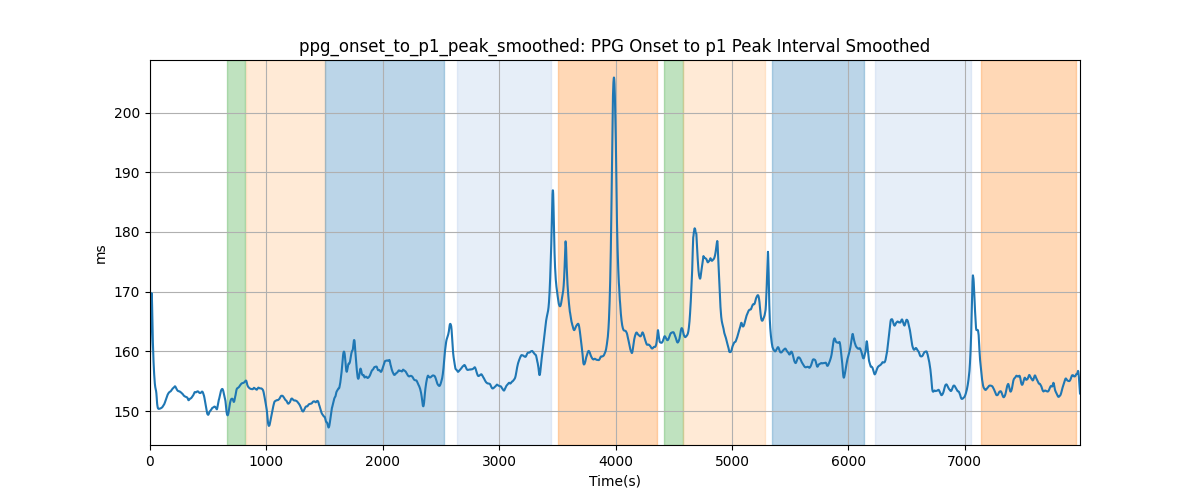 ppg_onset_to_p1_peak_smoothed: PPG Onset to p1 Peak Interval Smoothed
200
190
180
170
160
150
ms
0 1000 2000 3000 4000 5000 6000 7000
Time(s)